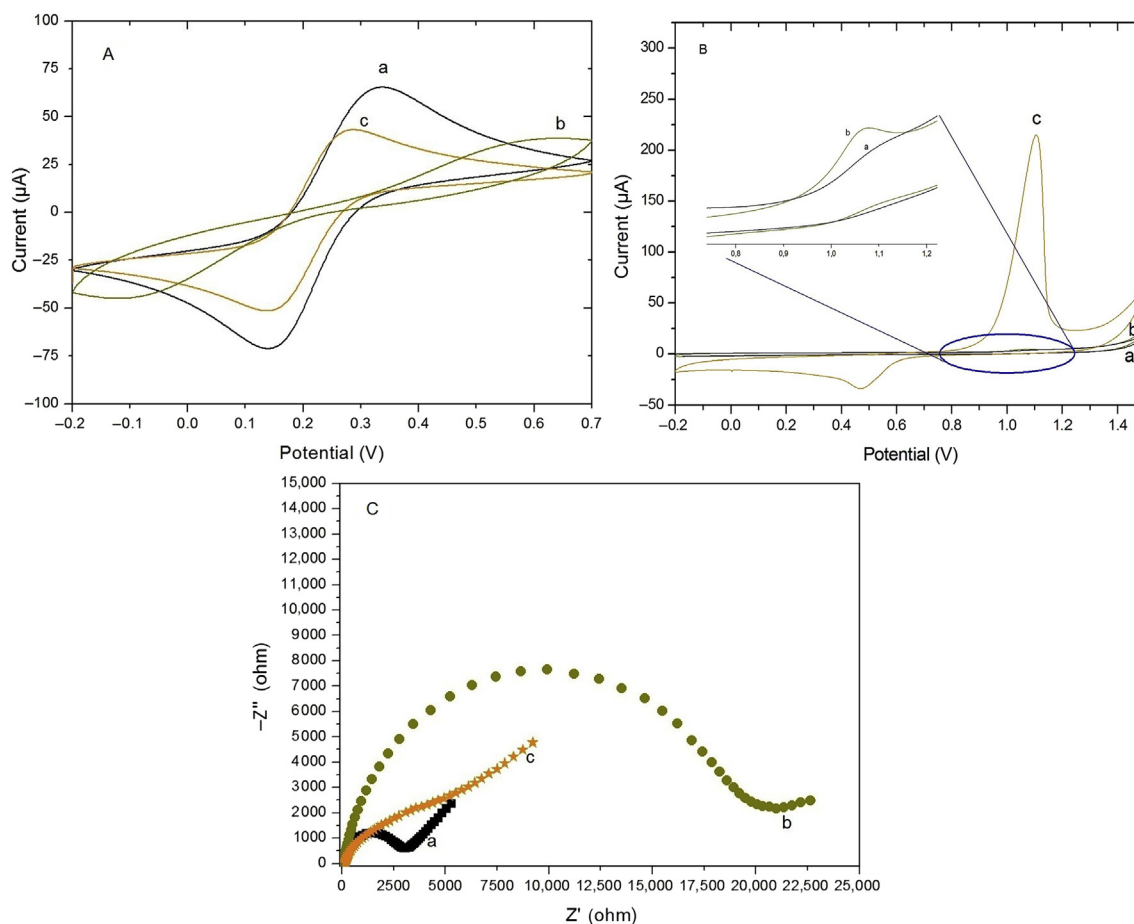 A
a
c
b
100
75
50
25
0
–25
–50
–75
–100
Current (µA)
–0.2 –0.1 0.0 0.1 0.2 0.3 0.4 0.5 0.6 0.7
Potential (V)
B
c
b
a
b
a
300
250
200
150
100
50
0
–50
Current (µA)
0,8 0,9 1,0 1,1 1,2
–0.2 0.0 0.2 0.4 0.6 0.8 1.0 1.2 1.4
Potential (V)
C
c
a
b
15,000
14,000
13,000
12,000
11,000
10,000
9000
8000
7000
6000
5000
4000
3000
2000
1000
0
–Z'' (ohm)
0 2500 5000 7500 10,000 12,500 15,000 17,500 20,000 22,500 25,000
Z' (ohm)